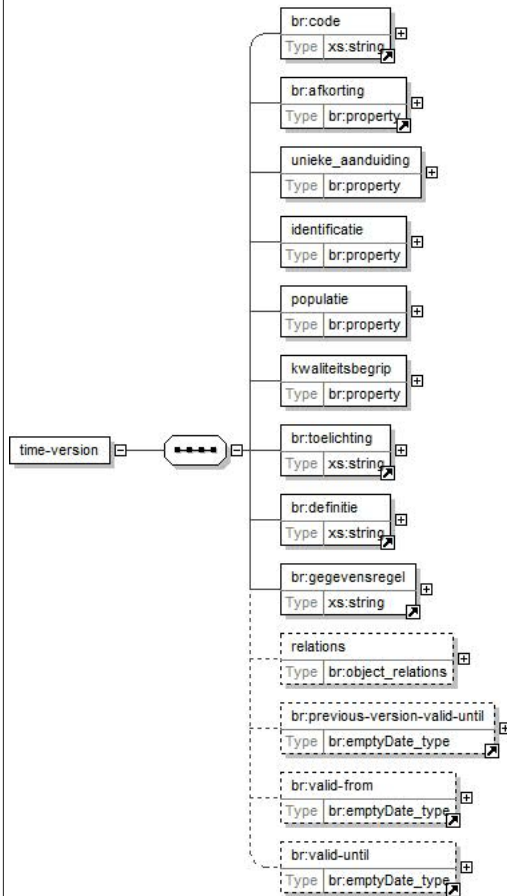 br:code
Type xs:string
br:afkorting
Type br:property
unieke_aanduiding
Type br:property
identificatie
Type br:property
populatie
Type br:property
kwaliteitsbegrip
Type br:property
time-version
br:toelichting
Type xs:string
br:definitie
Type xs:string
br:gegevensregel
Type xs:string
relations
Type br:object_relations
br:previous-version-valid-until
Type br:emptyDate_type
br:valid-from
Type br:emptyDate_type
br:valid-until
Type br:emptyDate_type